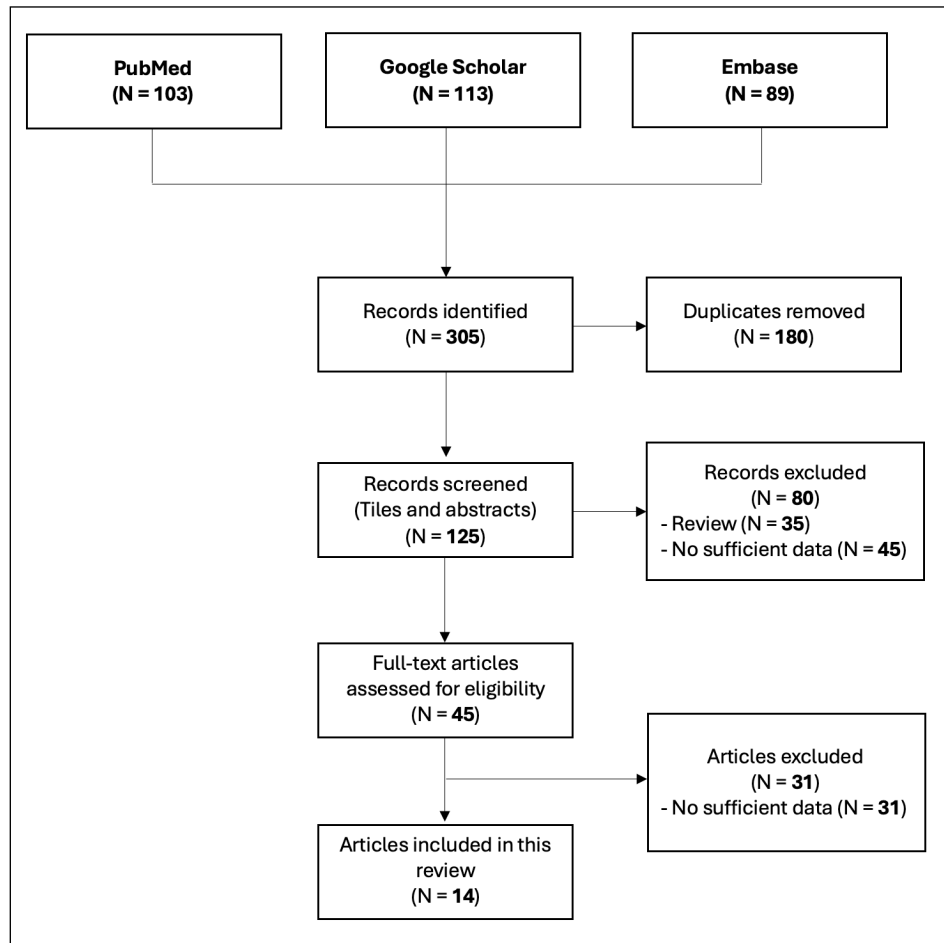 PubMed
(N = 103)
Google Scholar
(N = 113)
Embase
(N = 89)
Records identified
(N = 305)
Duplicates removed
(N = 180)
Records screened
(Tiles and abstracts)
(N = 125)
Records excluded
(N = 80)
- Review (N = 35)
- No sufficient data (N = 45)
Full-text articles
assessed for eligibility
(N = 45)
Articles excluded
(N = 31)
- No sufficient data (N = 31)
Articles included in this
review
(N = 14)